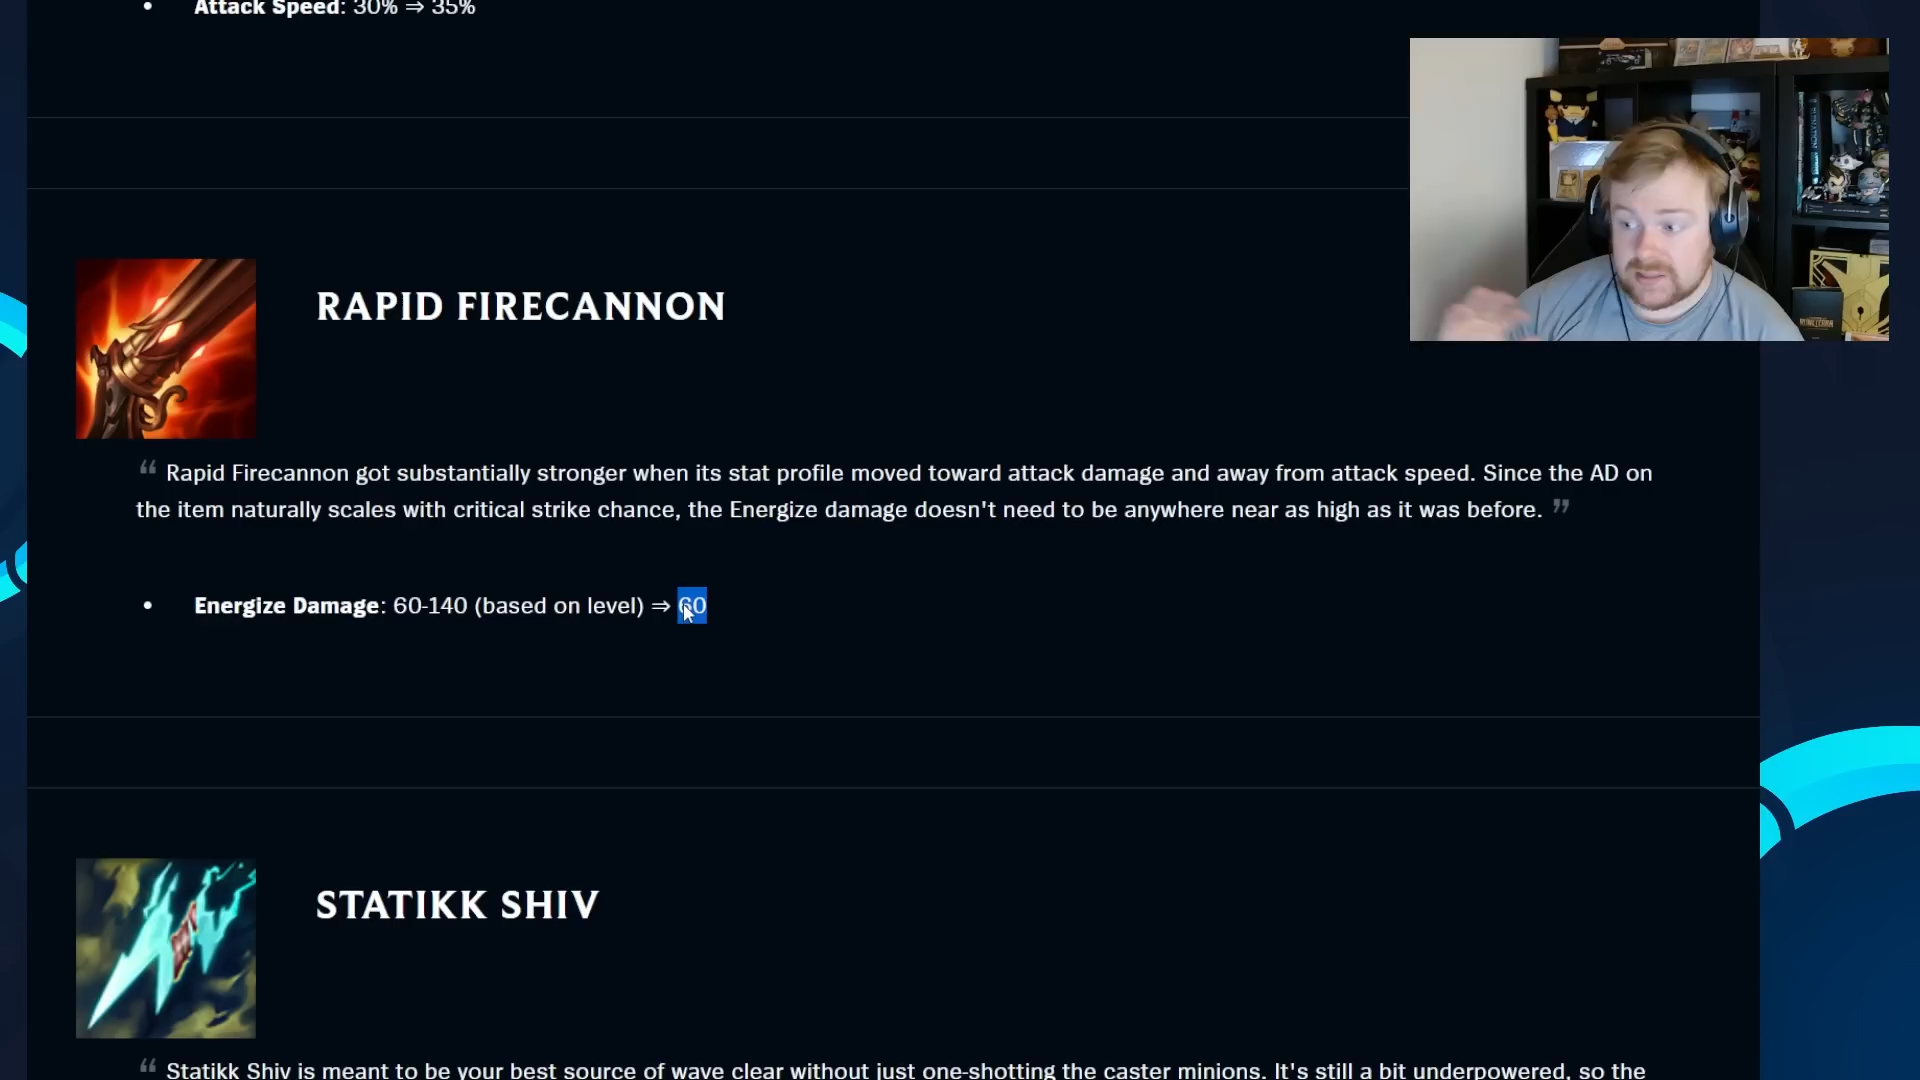 • Attack Speed: 30% ⇒ 35%
RAPID FIRECANNON
“ Rapid Firecannon got substantially stronger when its stat profile moved toward attack damage and away from attack speed. Since the AD on
the item naturally scales with critical strike chance, the Energize damage doesn't need to be anywhere near as high as it was before. ”
• Energize Damage: 60-140 (based on level) ⇒ 60
STATIKK SHIV
“ Statikk Shiv is meant to be your best source of wave clear without just one-shotting the caster minions. It's still a bit underpowered, so the